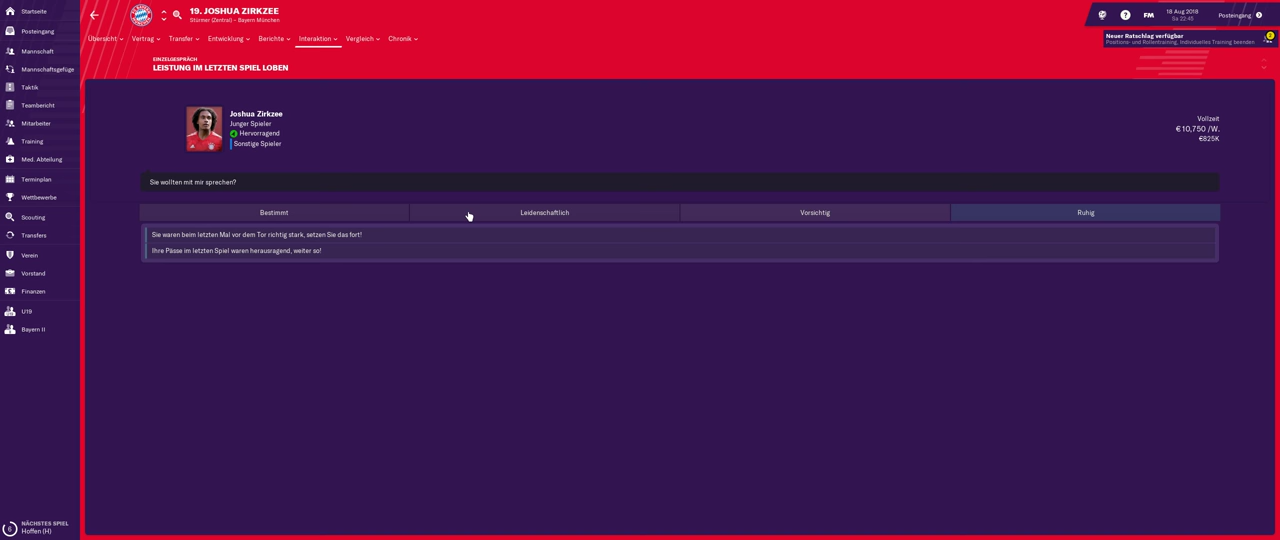 Startseite
Posteingang
Mannschaft
Mannschaftsgefüge
Taktik
Teambericht
Mitarbeiter
Training
Med. Abteilung
Terminplan
Wettbewerbe
Scouting
Transfers
Verein
Vorstand
Finanzen
U19
Bayern II
6
NÄCHSTES SPIEL
Hoffen (H)
19. JOSHUA ZIRKZEE
Stürmer (Zentral) – Bayern München
? FM 18 Aug 2018 Posteingang
Sa 22:45
Übersicht Vertrag Transfer Entwicklung Berichte Interaktion Vergleich Chronik
Neuer Ratschlag verfügbar
Positions- und Rollentraining, Individuelles Training beenden
EINZELGESPRÄCH
LEISTUNG IM LETZTEN SPIEL LOBEN
Joshua Zirkzee
Junger Spieler
Hervorragend
Sonstige Spieler
Vollzeit
€10,750 /W.
€825K
Sie wollten mit mir sprechen?
Bestimmt Leidenschaftlich Vorsichtig Ruhig
Sie waren beim letzten Mal vor dem Tor richtig stark, setzen Sie das fort!
Ihre Pässe im letzten Spiel waren herausragend, weiter so!